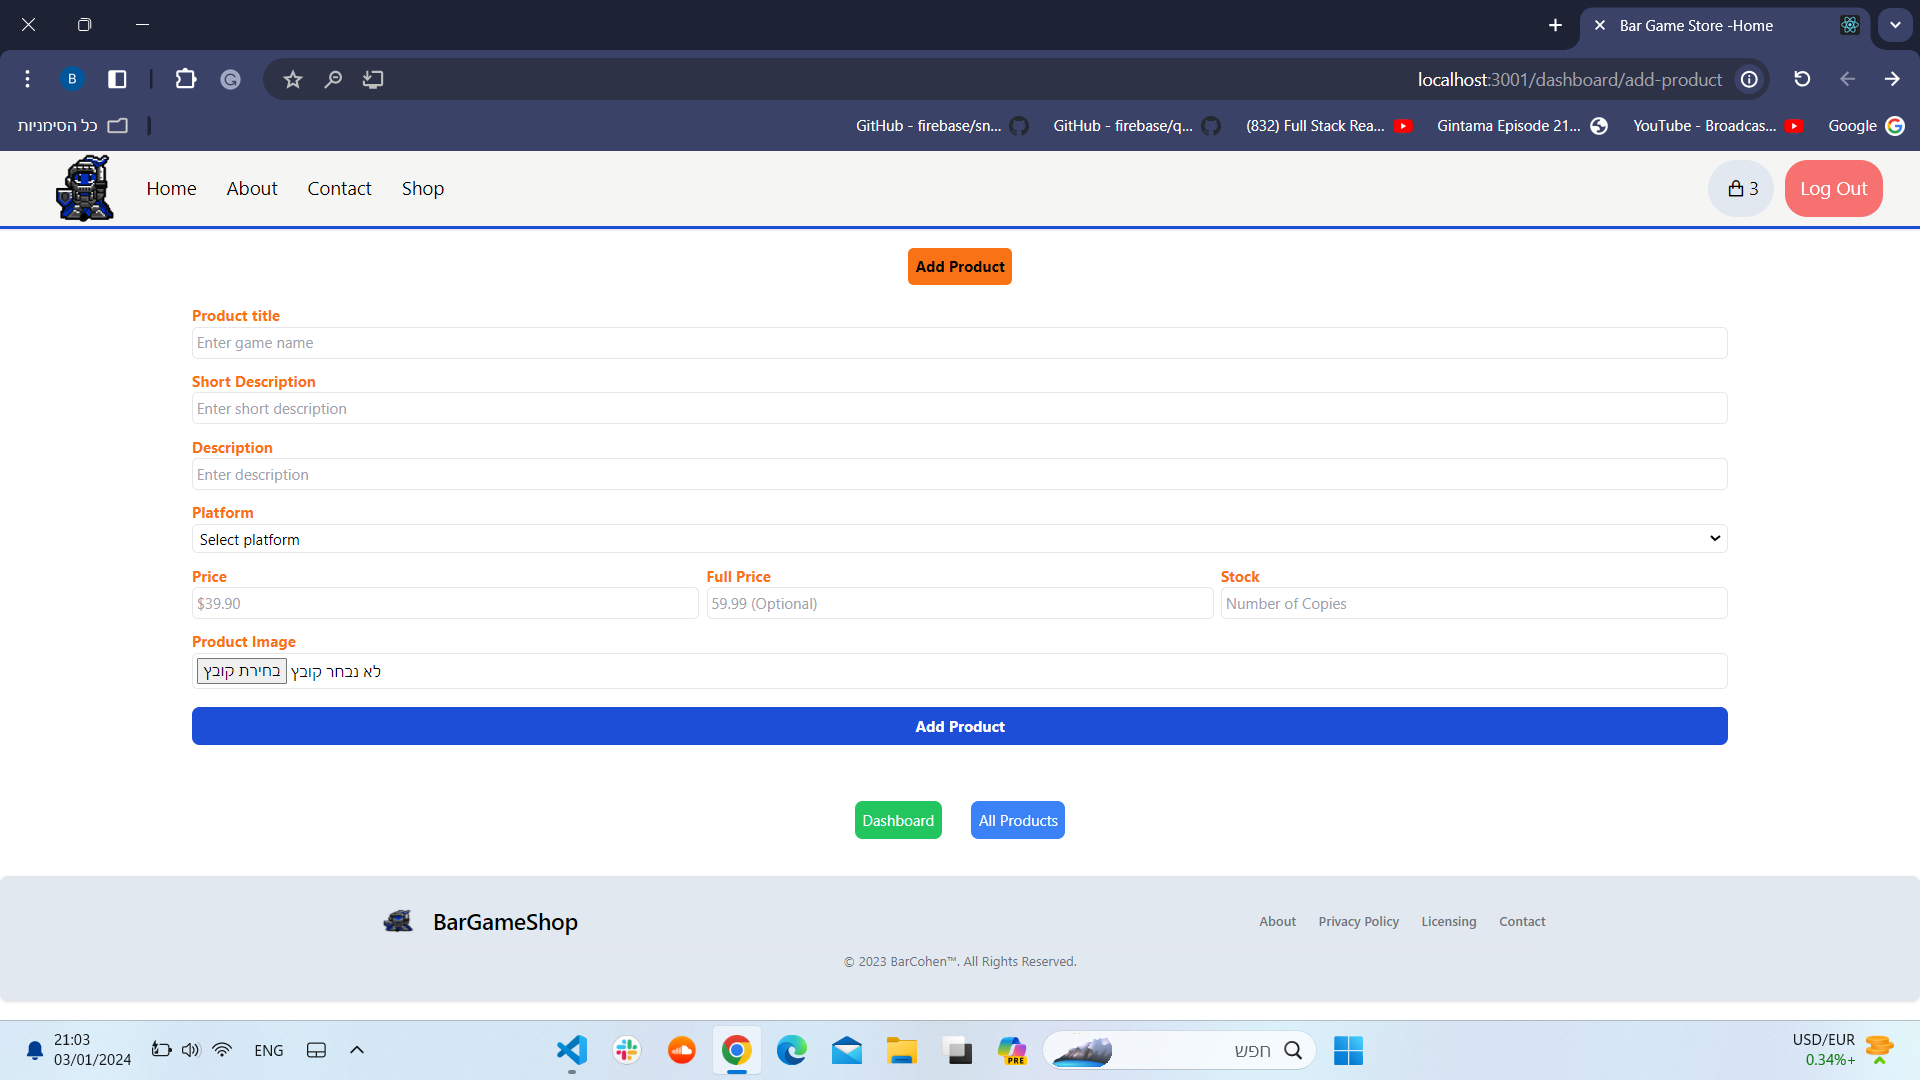 Bar Game Store -Home
B
localhost:3001/dashboard/add-product
כל הסימניות
GitHub - firebase/sn...
GitHub - firebase/q...
(832) Full Stack Rea...
Gintama Episode 21...
YouTube - Broadcas...
Google
Home
About
Contact
Shop
3
Log Out
Add Product
Product title
Enter game name
Short Description
Enter short description
Description
Enter description
Platform
Select platform
Price
Full Price
Stock
$39.90
59.99 (Optional)
Number of Copies
Product Image
בחירת קובץ
לא נבחר קובץ
Add Product
Dashboard
All Products
BarGameShop
About
Privacy Policy
Licensing
Contact
© 2023 BarCohen™. All Rights Reserved.
21:03
03/01/2024
ENG
PRE
חפש
USD/EUR
0.34%+